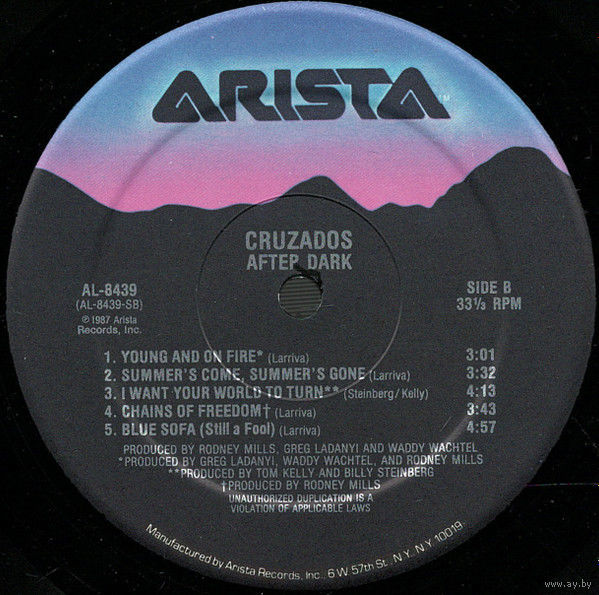 ARISTA
TM
CRUZADOS
AFTER DARK
AL-8439
(AL-8439-SB)
℗ 1987 Arista
Records, Inc.
SIDE B
33⅓ RPM
1. YOUNG AND ON FIRE* (Larriva) 3:01
2. SUMMER'S COME, SUMMER'S GONE (Larriva) 3:32
3. I WANT YOUR WORLD TO TURN** (Steinberg/Kelly) 4:13
4. CHAINS OF FREEDOM† (Larriva) 3:43
5. BLUE SOFA (Still a Fool) (Larriva) 4:57
PRODUCED BY RODNEY MILLS, GREG LADANYI AND WADDY WACHTEL
*PRODUCED BY GREG LADANYI, WADDY WACHTEL, AND RODNEY MILLS
**PRODUCED BY TOM KELLY AND BILLY STEINBERG
†PRODUCED BY RODNEY MILLS
UNAUTHORIZED DUPLICATION IS A
VIOLATION OF APPLICABLE LAWS
Manufactured by Arista Records, Inc., 6 W. 57th St., N.Y., N.Y. 10019.
www.ay.by